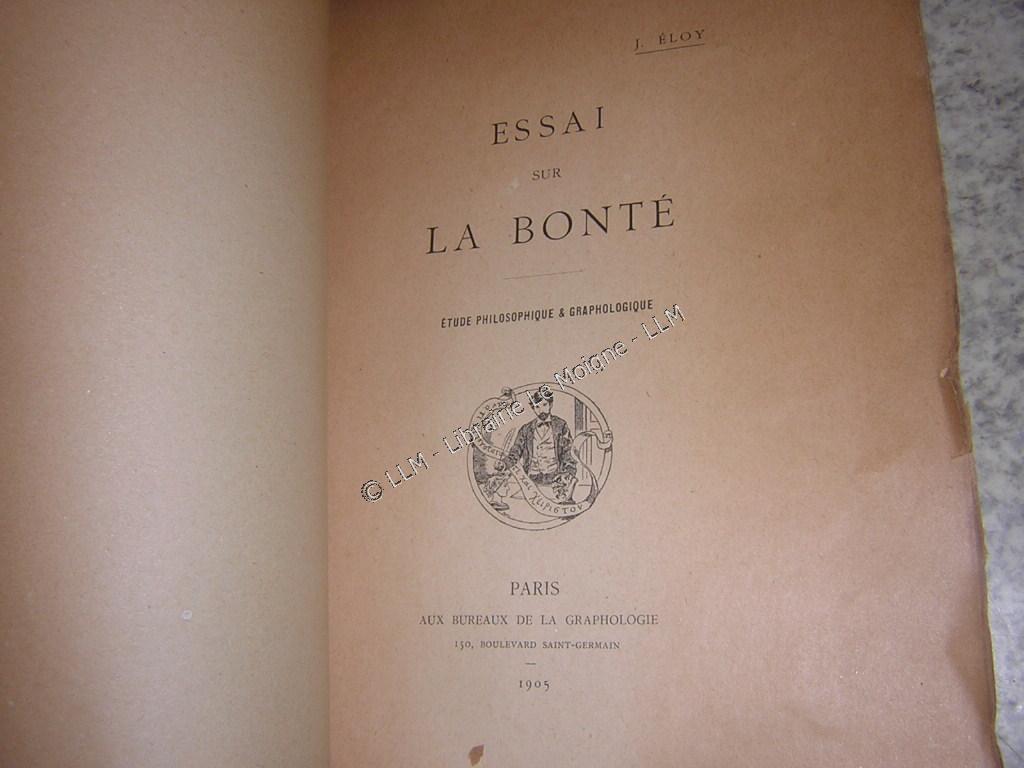 J. ÉLOY
ESSAI
SUR
LA BONTÉ
ÉTUDE PHILOSOPHIQUE & GRAPHOLOGIQUE
© LLM - Librairie Le Moigne - LLM
PARIS
AUX BUREAUX DE LA GRAPHOLOGIE
150, BOULEVARD SAINT-GERMAIN
1905